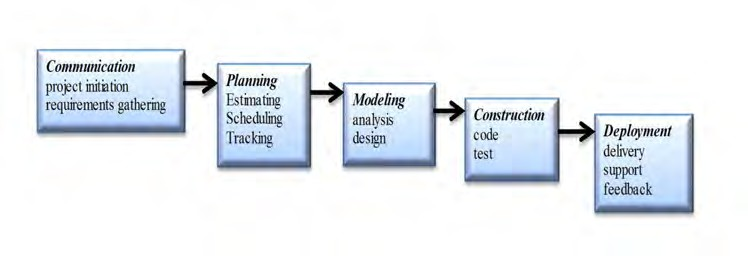 Communication
project initiation
requirements gathering
Planning
Estimating
Scheduling
Tracking
Modeling
analysis
design
Construction
code
test
Deployment
delivery
support
feedback